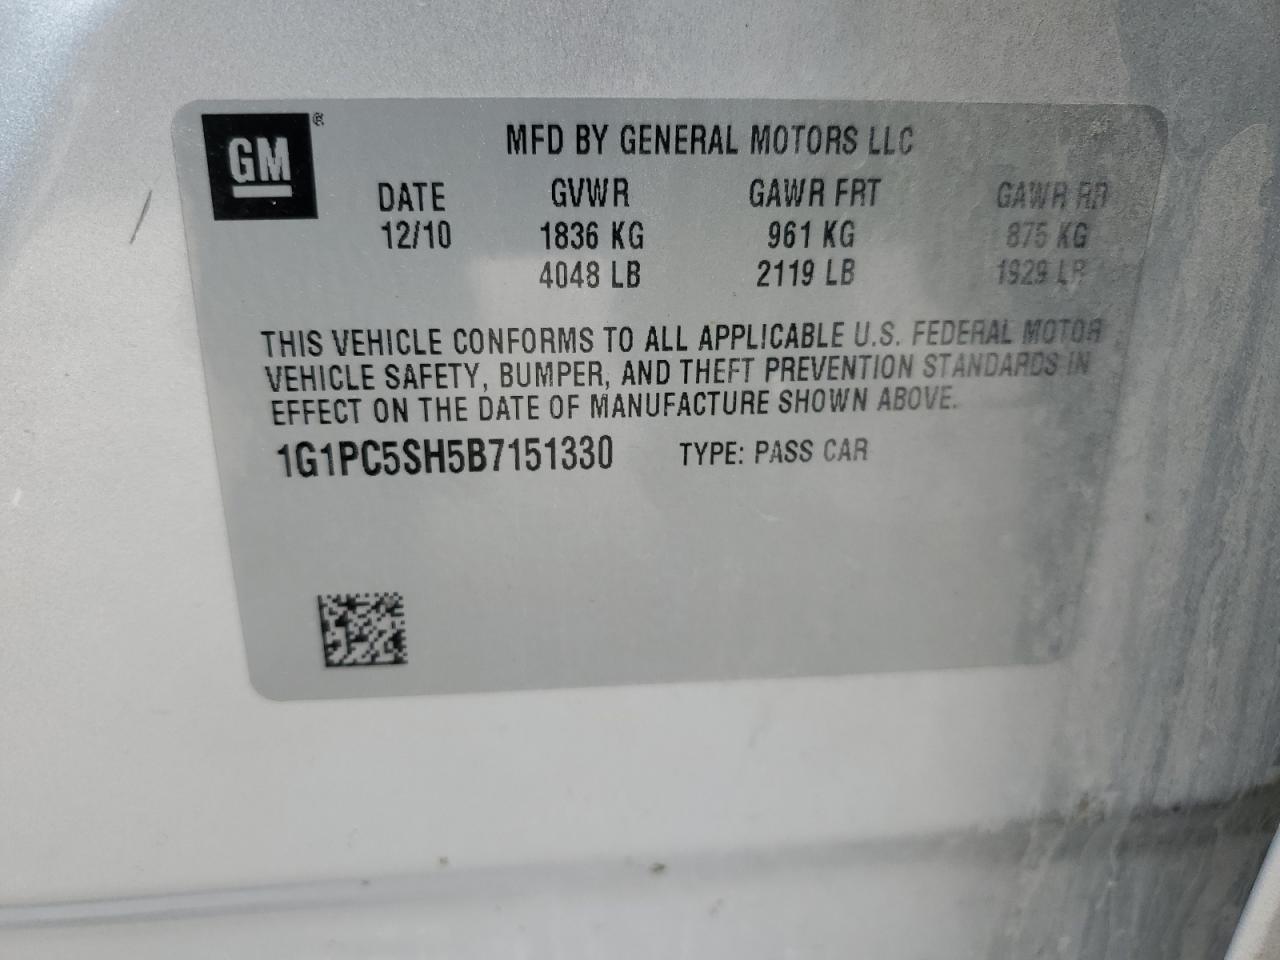 GM ®
MFD BY GENERAL MOTORS LLC
DATE GVWR GAWR FRT GAWR RR
12/10 1836 KG 961 KG 875 KG
4048 LB 2119 LB 1929 LB
THIS VEHICLE CONFORMS TO ALL APPLICABLE U.S. FEDERAL MOTOR
VEHICLE SAFETY, BUMPER, AND THEFT PREVENTION STANDARDS IN
EFFECT ON THE DATE OF MANUFACTURE SHOWN ABOVE.
1G1PC5SH5B7151330 TYPE: PASS CAR